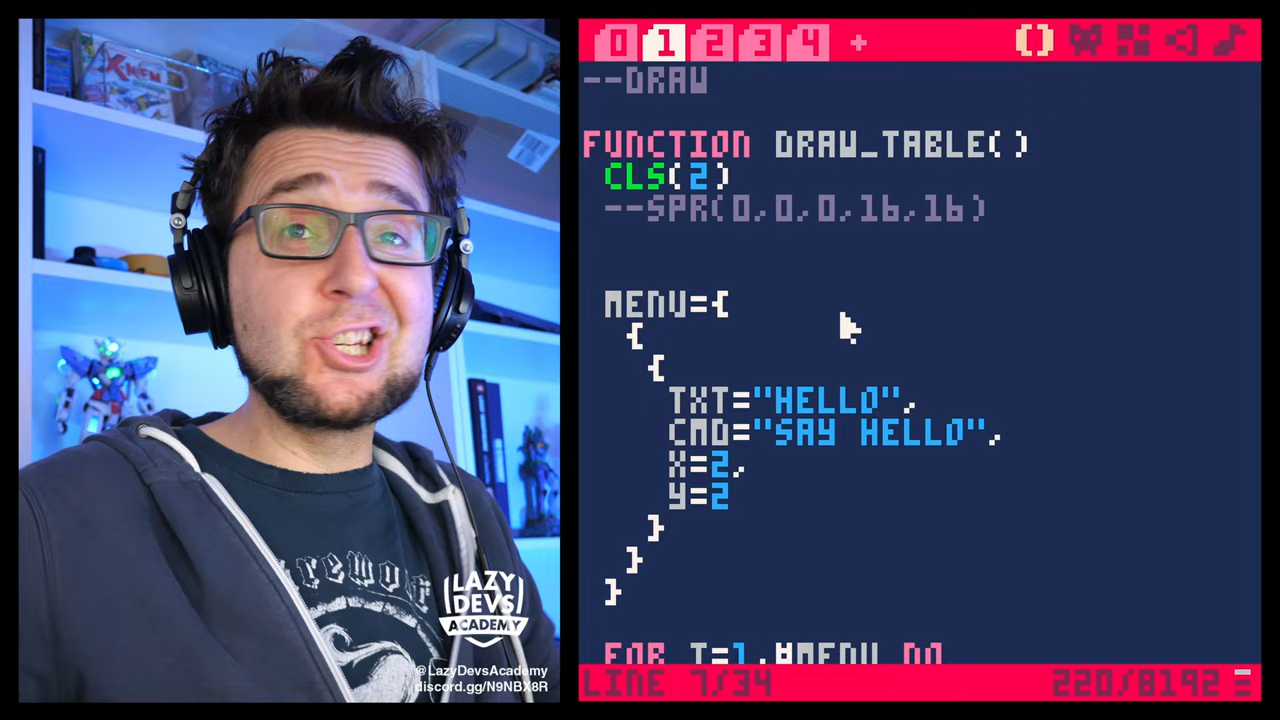 X-MEN
LAZY
DEVS
ACADEMY
@LazyDevsAcademy
discord.gg/N9NBX8R
0 1 2 3 4 +
--DRAW
FUNCTION DRAW_TABLE()
CLS(2)
--SPR(0,0,0,16,16)
MENU={
{
{
TXT="HELLO",
CMD="SAY HELLO",
X=2,
Y=2
}
}
}
FOR I=1,#MENU DO
LINE 7/34
220/8192